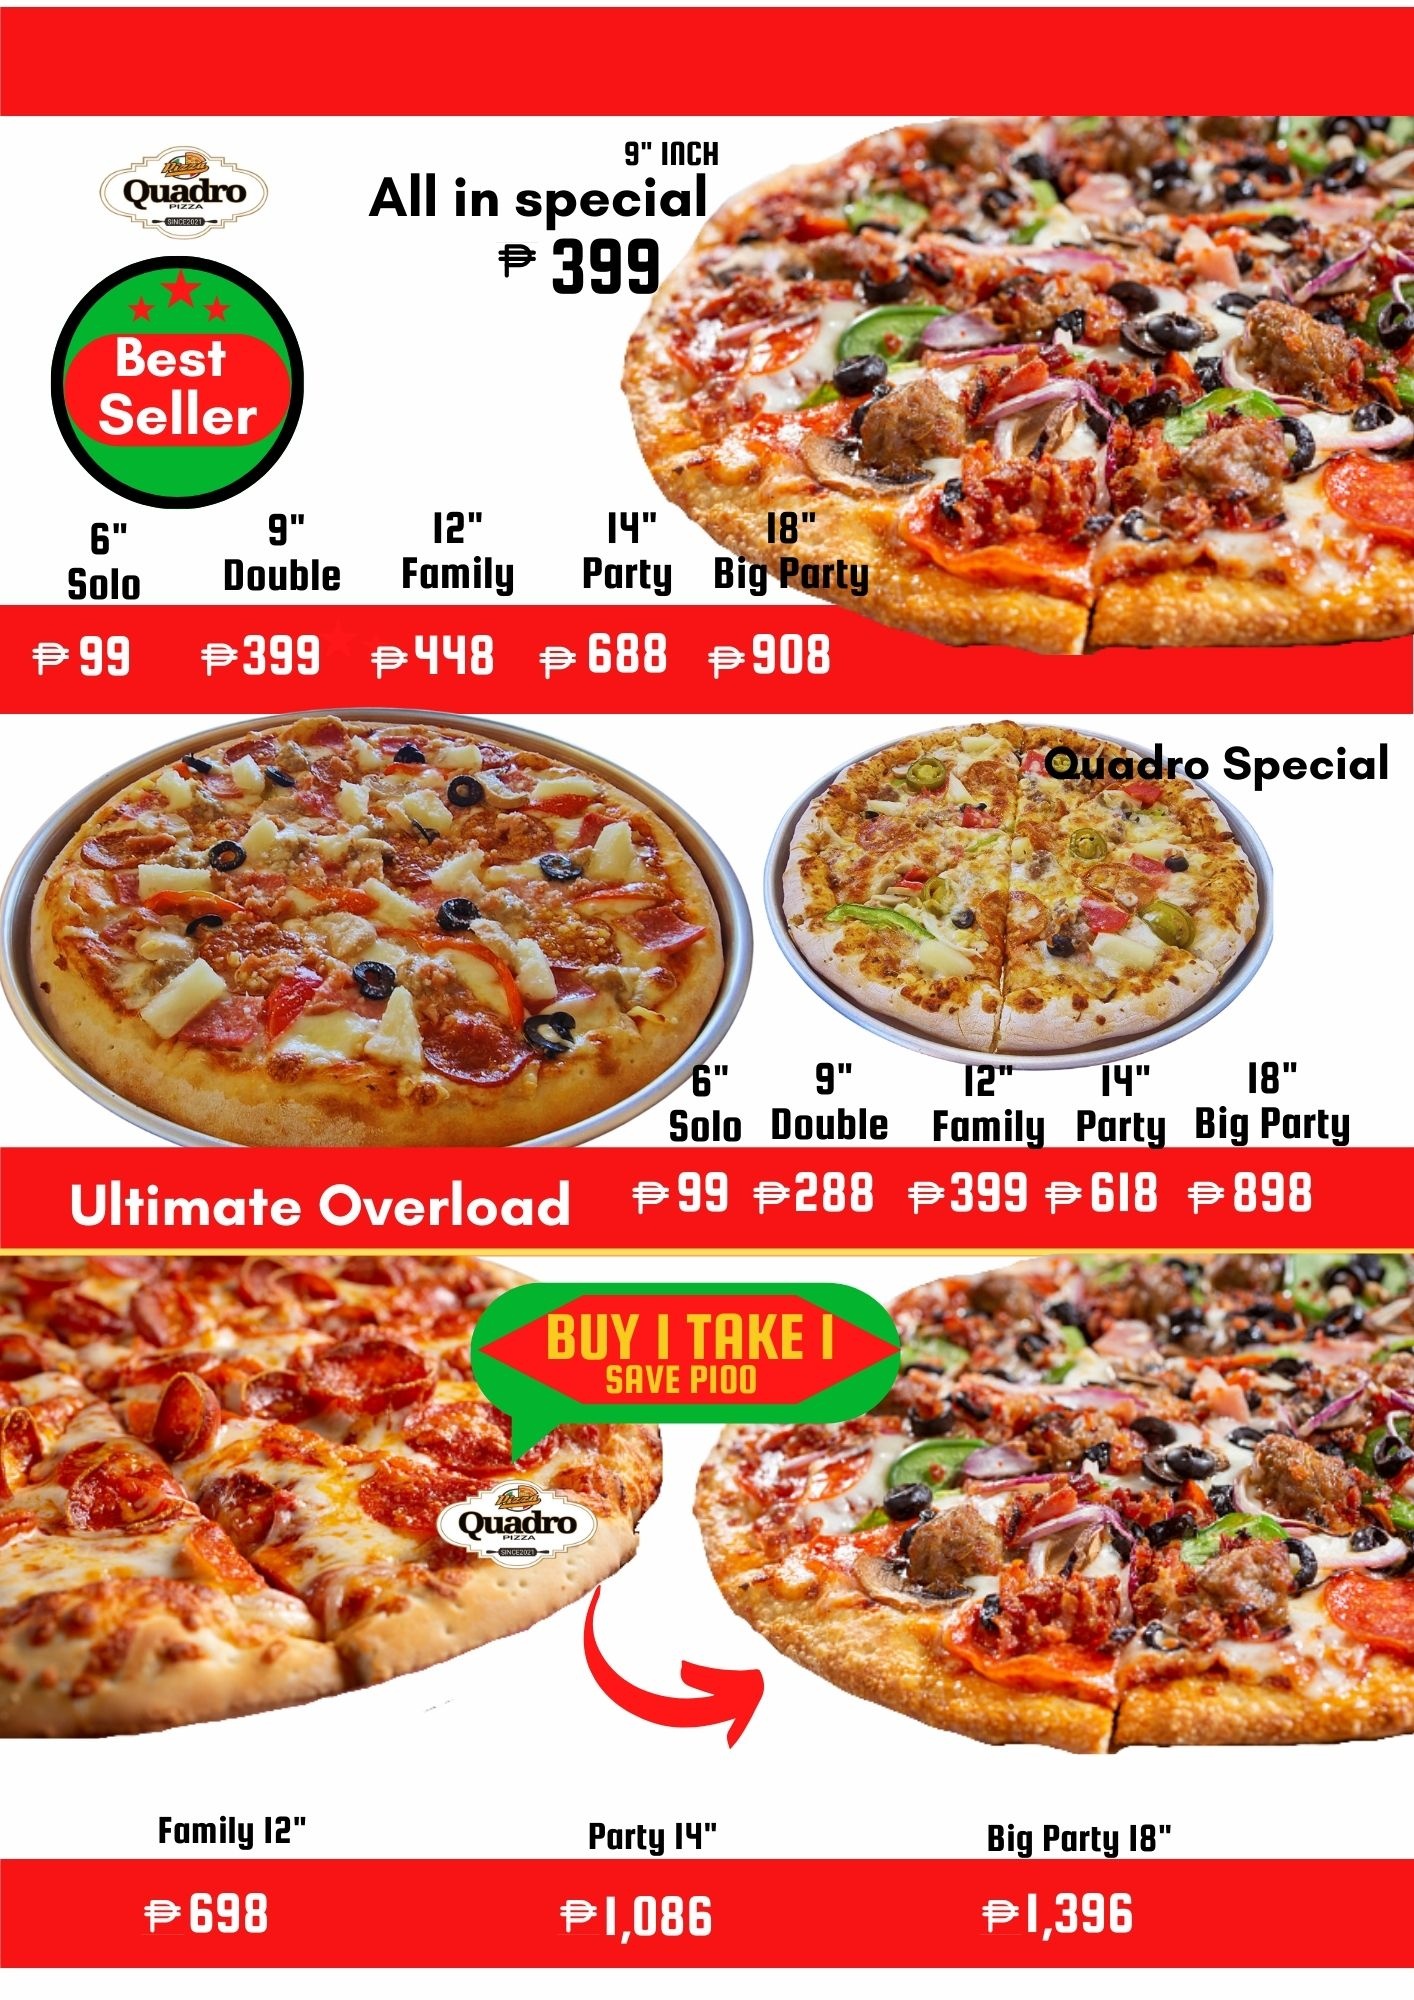 9" INCH
All in special
₱ 399
Pizza
Quadro
PIZZA
SINCE2021
Best
Seller
6" 9" 12" 14" 18"
Solo Double Family Party Big Party
₱99 ₱399 ₱448 ₱688 ₱908
Quadro Special
6" 9" 12" 14" 18"
Solo Double Family Party Big Party
Ultimate Overload ₱99 ₱288 ₱399 ₱618 ₱898
BUY 1 TAKE 1
SAVE P100
Pizza
Quadro
PIZZA
SINCE2021
Family 12" Party 14" Big Party 18"
₱698 ₱1,086 ₱1,396